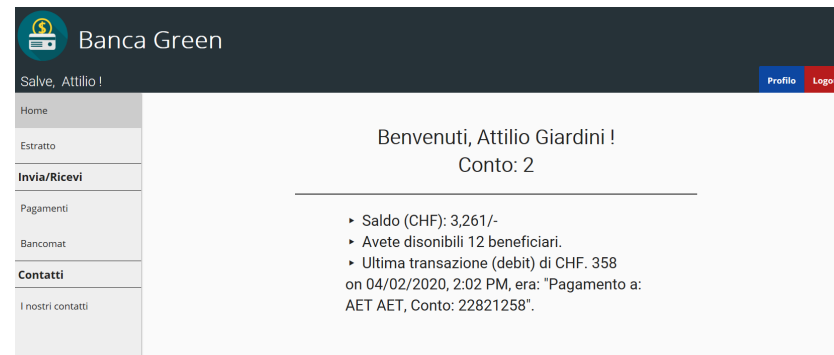 Banca Green
Salve, Attilio !
Profilo
Logo
Home
Estratto
Invia/Ricevi
Pagamenti
Bancomat
Contatti
I nostri contatti
Benvenuti, Attilio Giardini !
Conto: 2
‣ Saldo (CHF): 3,261/-
‣ Avete disonibili 12 beneficiari.
‣ Ultima transazione (debit) di CHF. 358
on 04/02/2020, 2:02 PM, era: "Pagamento a:
AET AET, Conto: 22821258".